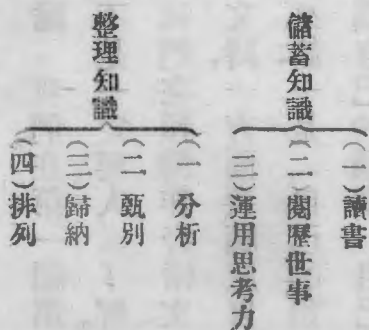 儲蓄知識
(一)讀書
(二)閱歷世事
(三)運用思考力
整理知識
(一)分析
(二)甄別
(三)歸納
(四)排列